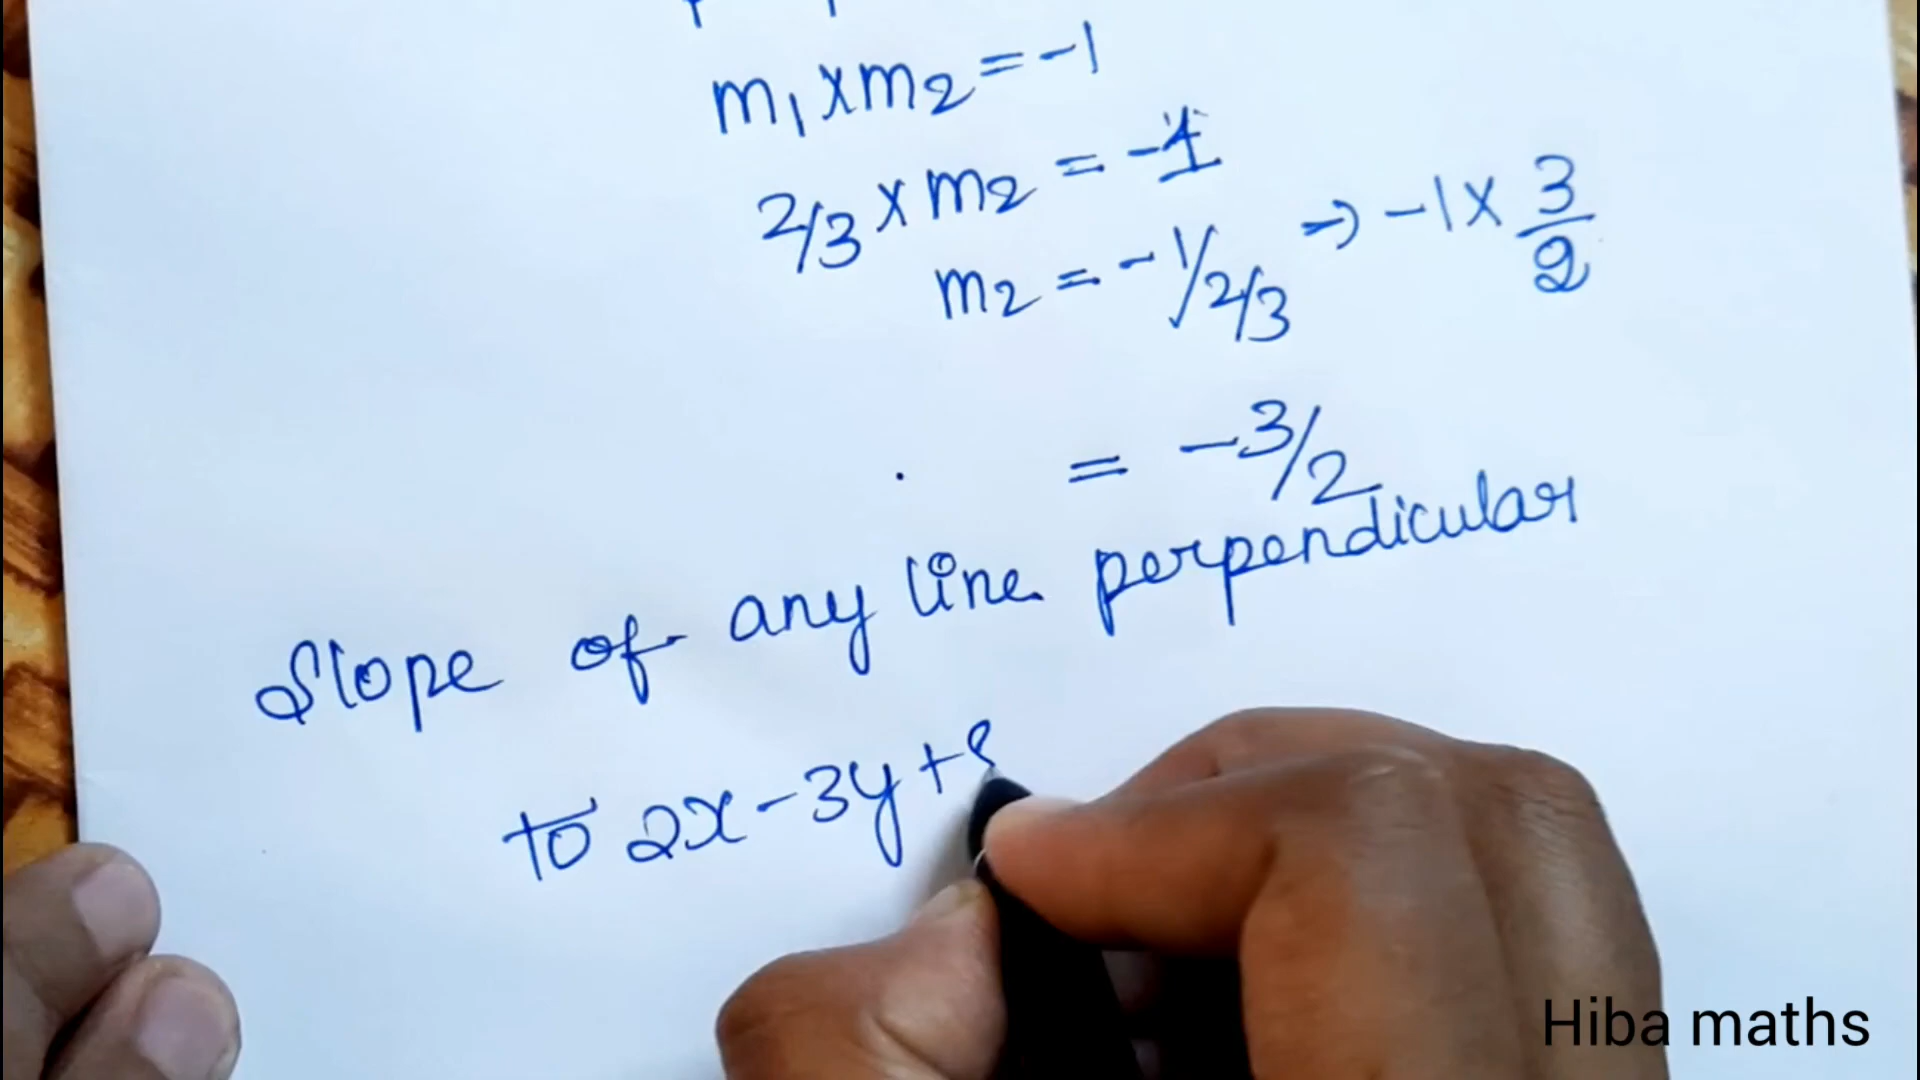 m₁ × m₂ = -1
2/3 × m₂ = -1
m₂ = -1/2/3 ⇒ -1 × 3/2
= -3/2
Slope of any line perpendicular
to 2x - 3y + 8
Hiba maths